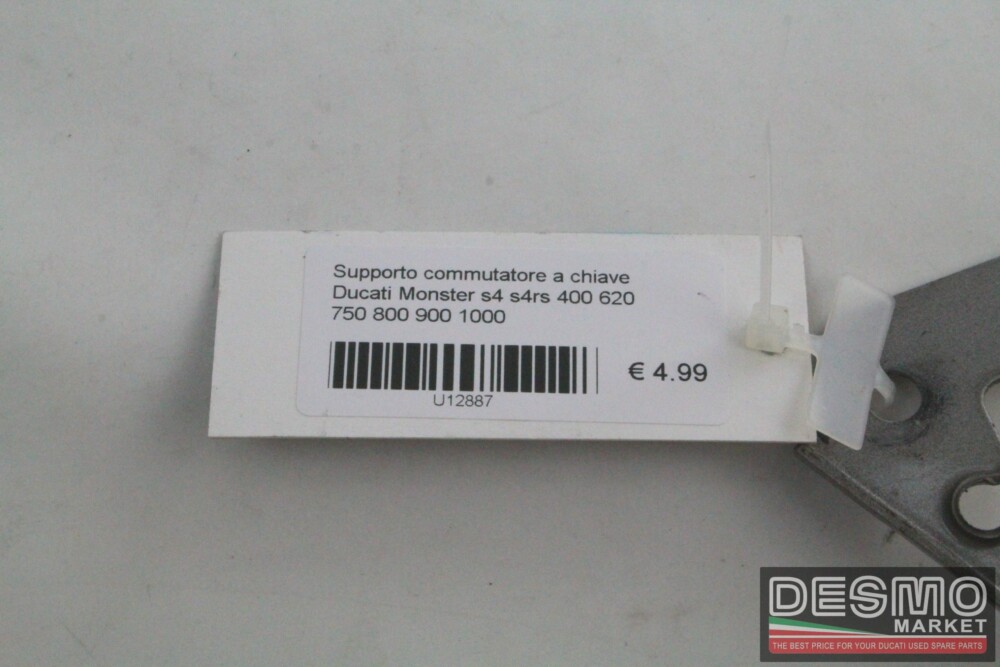 Supporto commutatore a chiave
Ducati Monster s4 s4rs 400 620
750 800 900 1000
€ 4.99
U12887
DESMO
MARKET
THE BEST PRICE FOR YOUR DUCATI USED SPARE PARTS